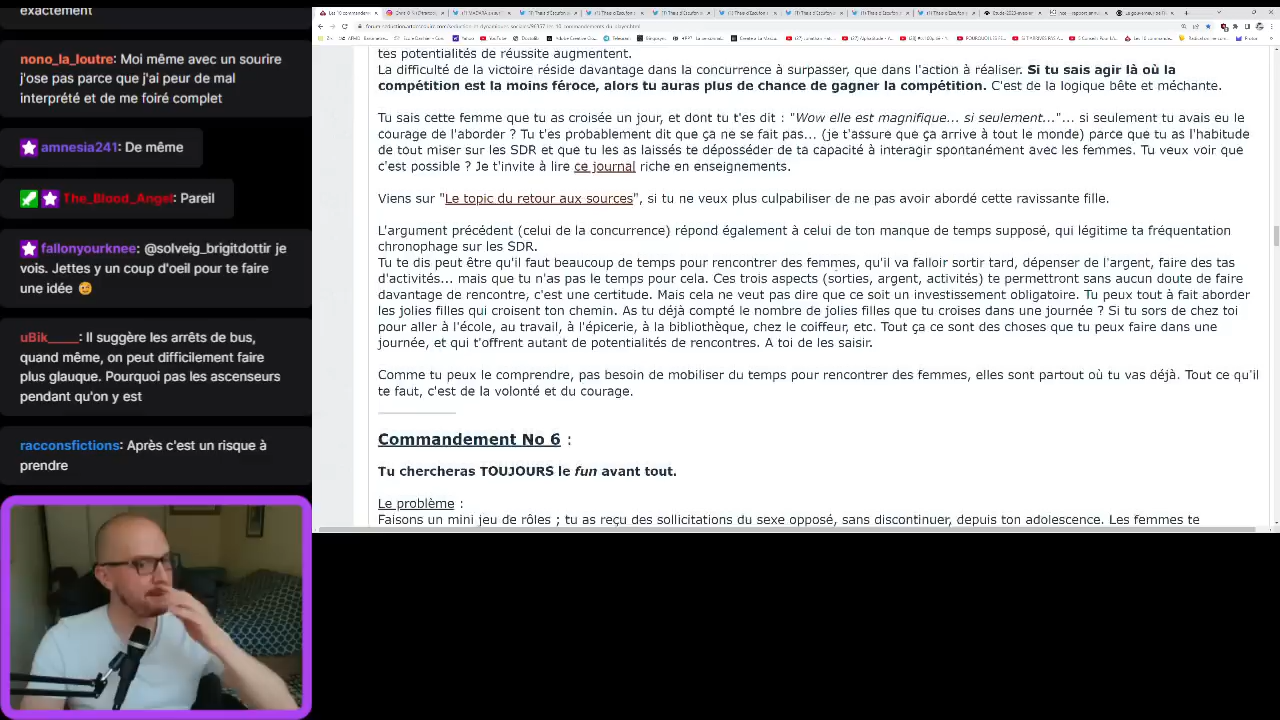 exactement
nono_la_loutre: Moi même avec un sourire
j'ose pas parce que j'ai peur de mal
interprété et de me foiré complet
amnesia241: De même
The_Blood_Angel: Pareil
fallonyourknee: @solveig_brigitdottir je
vois. Jettes y un coup d'oeil pour te faire
une idée
uBik_____: Il suggère les arrêts de bus,
quand même, on peut difficilement faire
plus glauque. Pourquoi pas les ascenseurs
pendant qu'on y est
racconsfictions: Après c'est un risque à
prendre
tes potentialités de réussite augmentent.
La difficulté de la victoire réside davantage dans la concurrence à surpasser, que dans l'action à réaliser. Si tu sais agir là où la
compétition est la moins féroce, alors tu auras plus de chance de gagner la compétition. C'est de la logique bête et méchante.
Tu sais cette femme que tu as croisée un jour, et dont tu t'es dit : "Wow elle est magnifique... si seulement..."... si seulement tu avais eu le
courage de l'aborder ? Tu t'es probablement dit que ça ne se fait pas... (je t'assure que ça arrive à tout le monde) parce que tu as l'habitude
de tout miser sur les SDR et que tu les as laissés te déposséder de ta capacité à interagir spontanément avec les femmes. Tu veux voir que
c'est possible ? Je t'invite à lire ce journal riche en enseignements.
Viens sur "Le topic du retour aux sources", si tu ne veux plus culpabiliser de ne pas avoir abordé cette ravissante fille.
L'argument précédent (celui de la concurrence) répond également à celui de ton manque de temps supposé, qui légitime ta fréquentation
chronophage sur les SDR.
Tu te dis peut être qu'il faut beaucoup de temps pour rencontrer des femmes, qu'il va falloir sortir tard, dépenser de l'argent, faire des tas
d'activités... mais que tu n'as pas le temps pour cela. Ces trois aspects (sorties, argent, activités) te permettront sans aucun doute de faire
davantage de rencontre, c'est une certitude. Mais cela ne veut pas dire que ce soit un investissement obligatoire. Tu peux tout à fait aborder
les jolies filles qui croisent ton chemin. As tu déjà compté le nombre de jolies filles que tu croises dans une journée ? Si tu sors de chez toi
pour aller à l'école, au travail, à l'épicerie, à la bibliothèque, chez le coiffeur, etc. Tout ça ce sont des choses que tu peux faire dans une
journée, et qui t'offrent autant de potentialités de rencontres. A toi de les saisir.
Comme tu peux le comprendre, pas besoin de mobiliser du temps pour rencontrer des femmes, elles sont partout où tu vas déjà. Tout ce qu'il
te faut, c'est de la volonté et du courage.
Commandement No 6 :
Tu chercheras TOUJOURS le fun avant tout.
Le problème :
Faisons un mini jeu de rôles ; tu as reçu des sollicitations du sexe opposé, sans discontinuer, depuis ton adolescence. Les femmes te